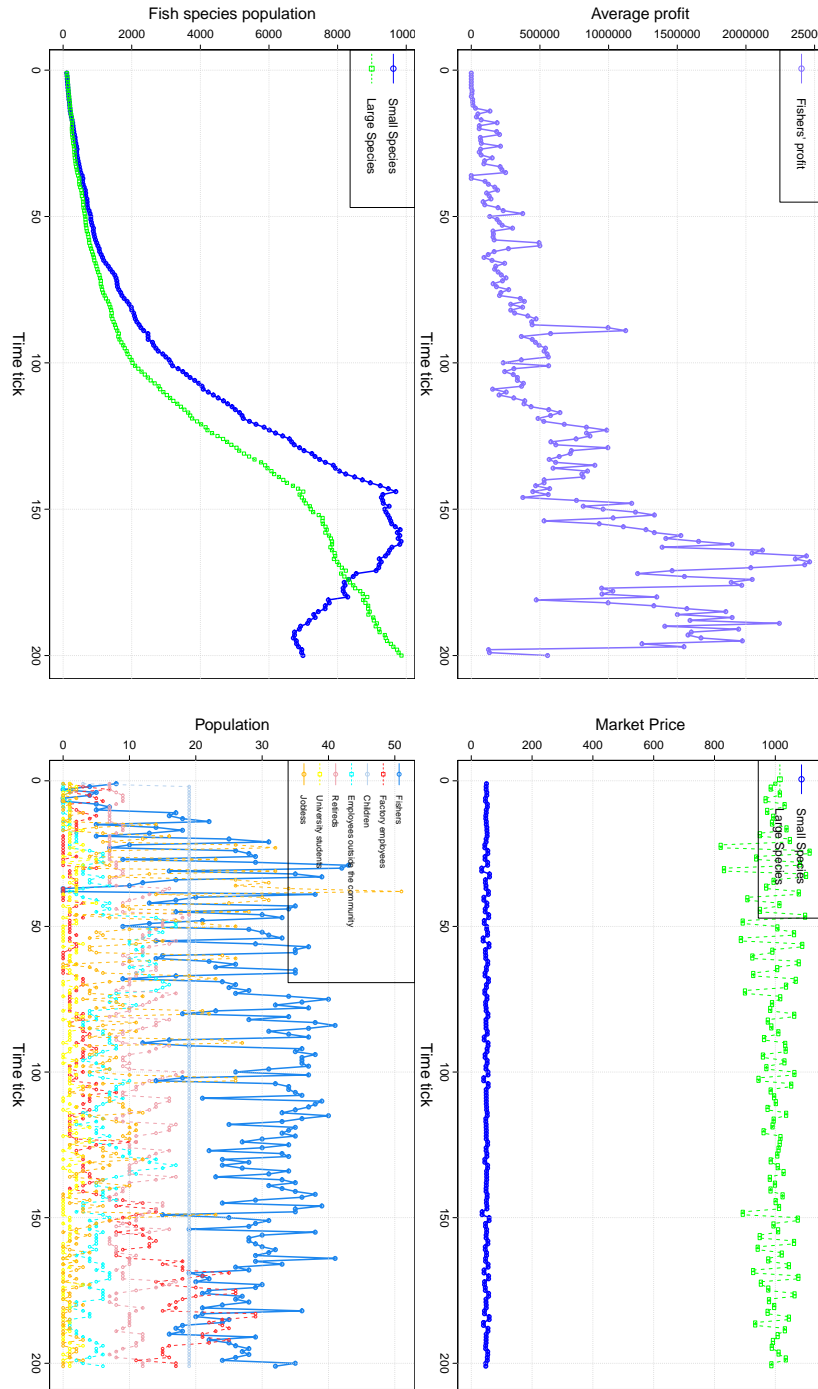 Fish species population
0
2000
4000
6000
8000
9980
0
50
100
150
200
Time tick
Small Species
Large Species
Average profit
0
500000
1000000
1500000
2000000
2500
0
50
100
150
200
Time tick
Fishers' profit
Population
0
10
20
30
40
50
0
50
100
150
200
Time tick
Fishers
Factory employees
Children
Employees outside the community
Retireds
University students
Jobless
Market Price
0
200
400
600
800
1000
0
50
100
150
200
Time tick
Small Species
Large Species